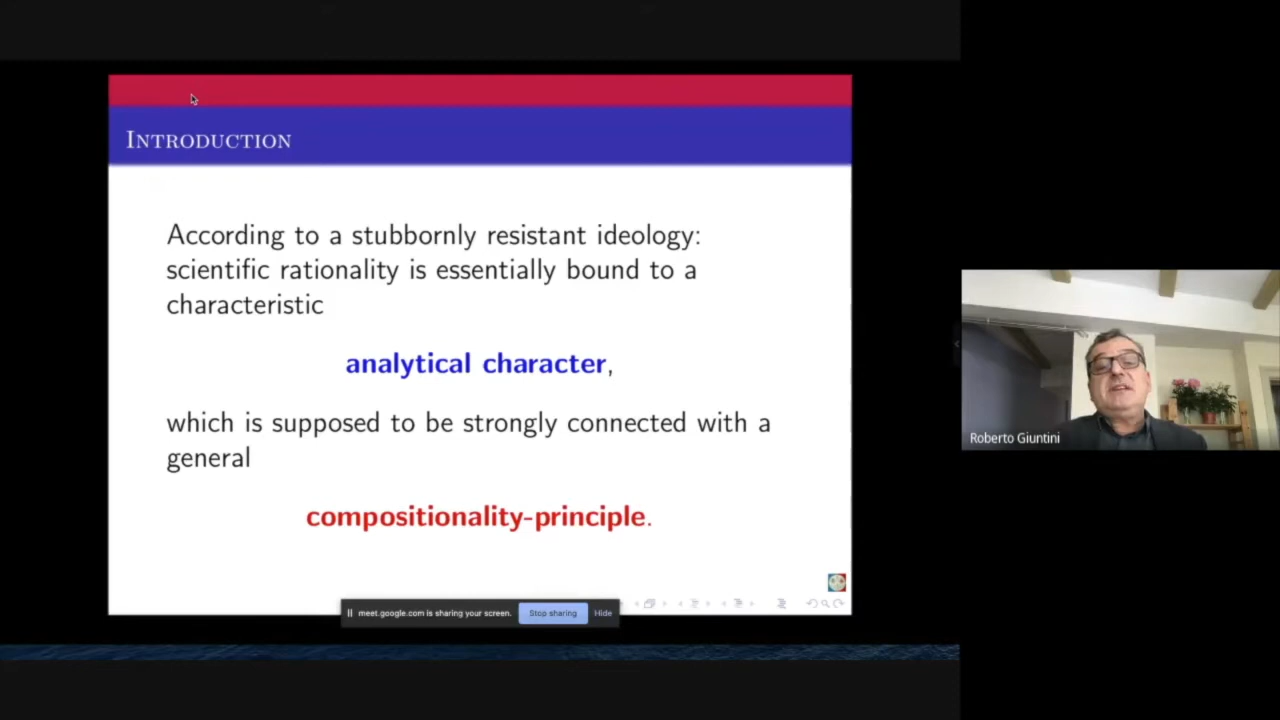 INTRODUCTION
According to a stubbornly resistant ideology:
scientific rationality is essentially bound to a
characteristic
analytical character,
which is supposed to be strongly connected with a
general
compositionality-principle.
meet.google.com is sharing your screen. Stop sharing Hide
Roberto Giuntini